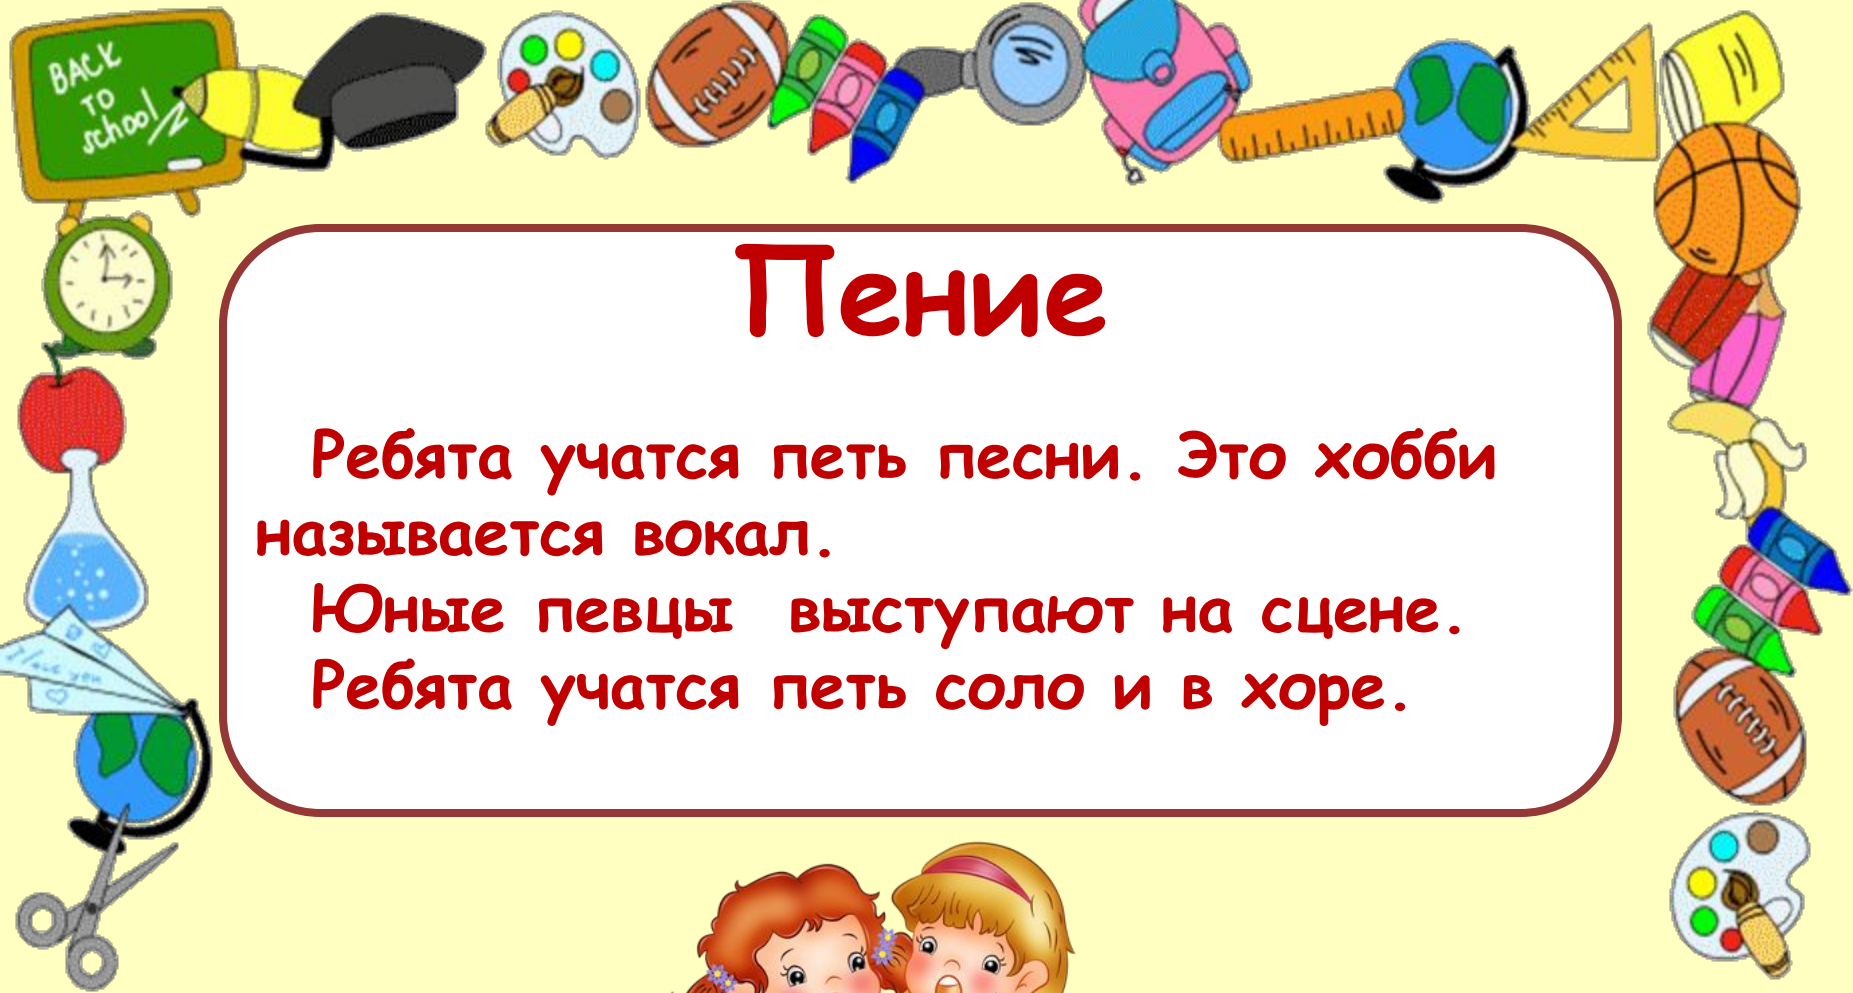 BACK
TO
school
Пение
Ребята учатся петь песни. Это хобби
называется вокал.
Юные певцы выступают на сцене.
Ребята учатся петь соло и в хоре.